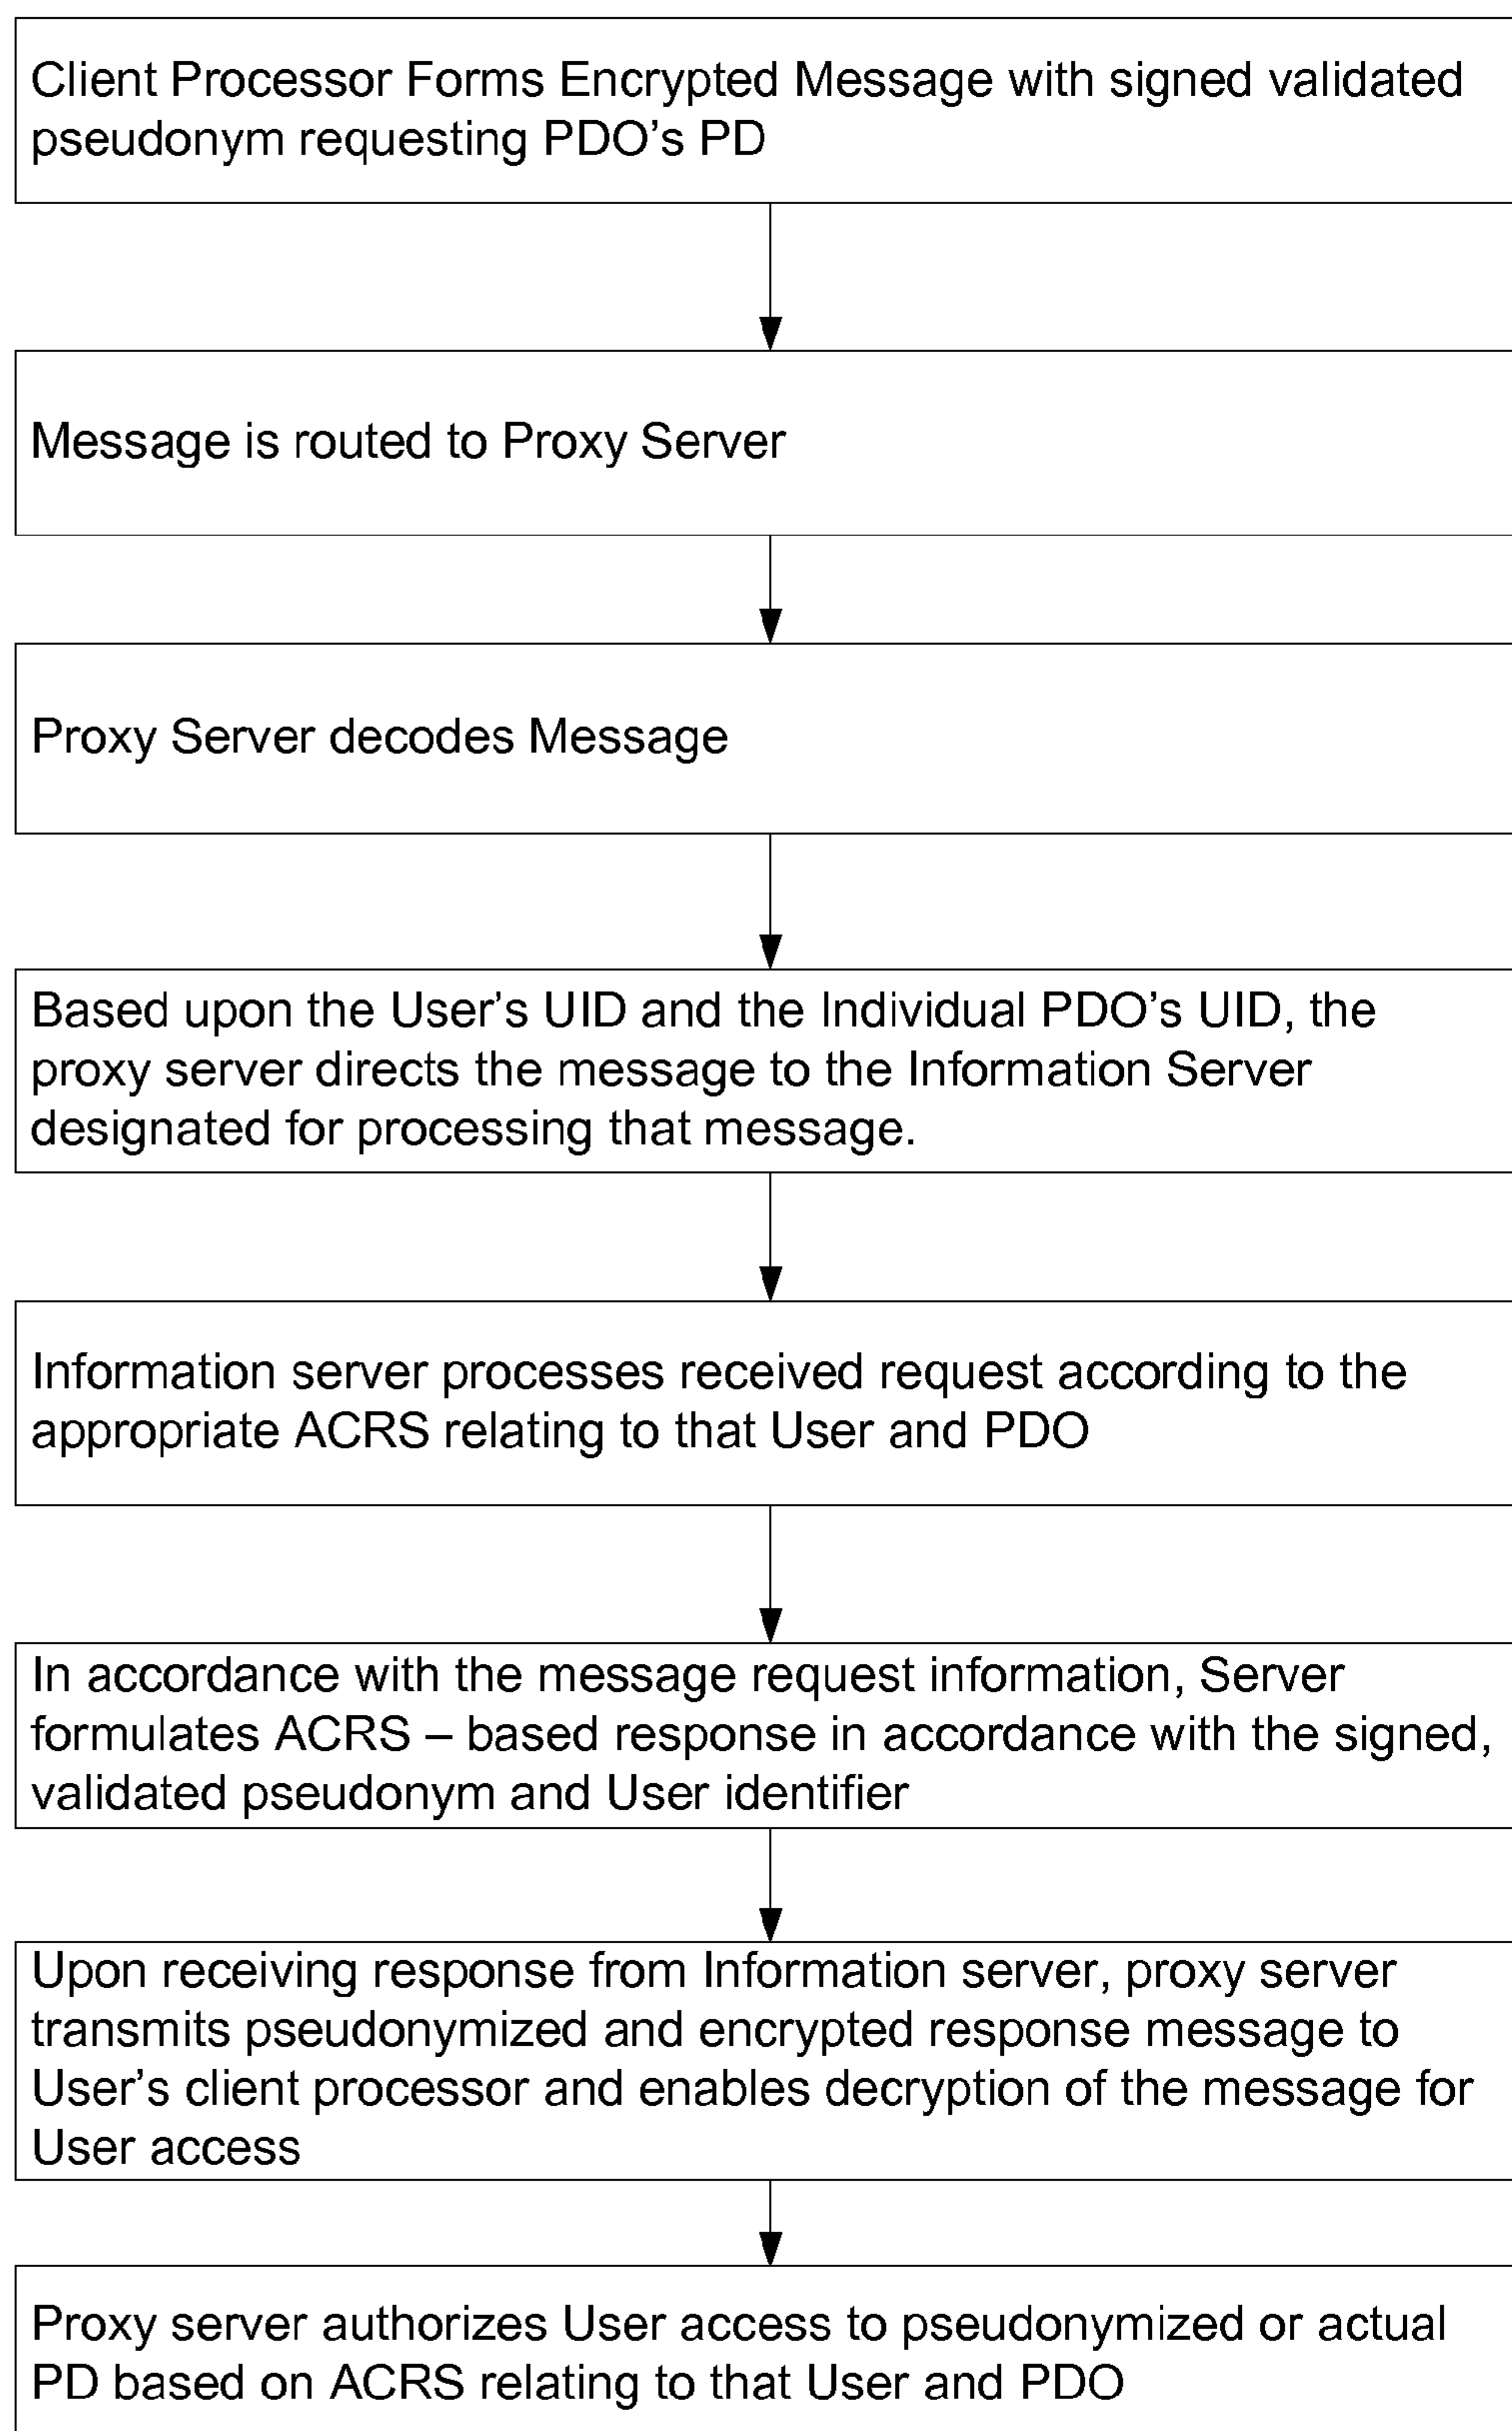 Client Processor Forms Encrypted Message with signed validated
pseudonym requesting PDO’s PD
Message is routed to Proxy Server
Proxy Server decodes Message
Based upon the User’s UID and the Individual PDO’s UID, the
proxy server directs the message to the Information Server
designated for processing that message.
Information server processes received request according to the
appropriate ACRS relating to that User and PDO
In accordance with the message request information, Server
formulates ACRS – based response in accordance with the signed,
validated pseudonym and User identifier
Upon receiving response from Information server, proxy server
transmits pseudonymized and encrypted response message to
User’s client processor and enables decryption of the message for
User access
Proxy server authorizes User access to pseudonymized or actual
PD based on ACRS relating to that User and PDO